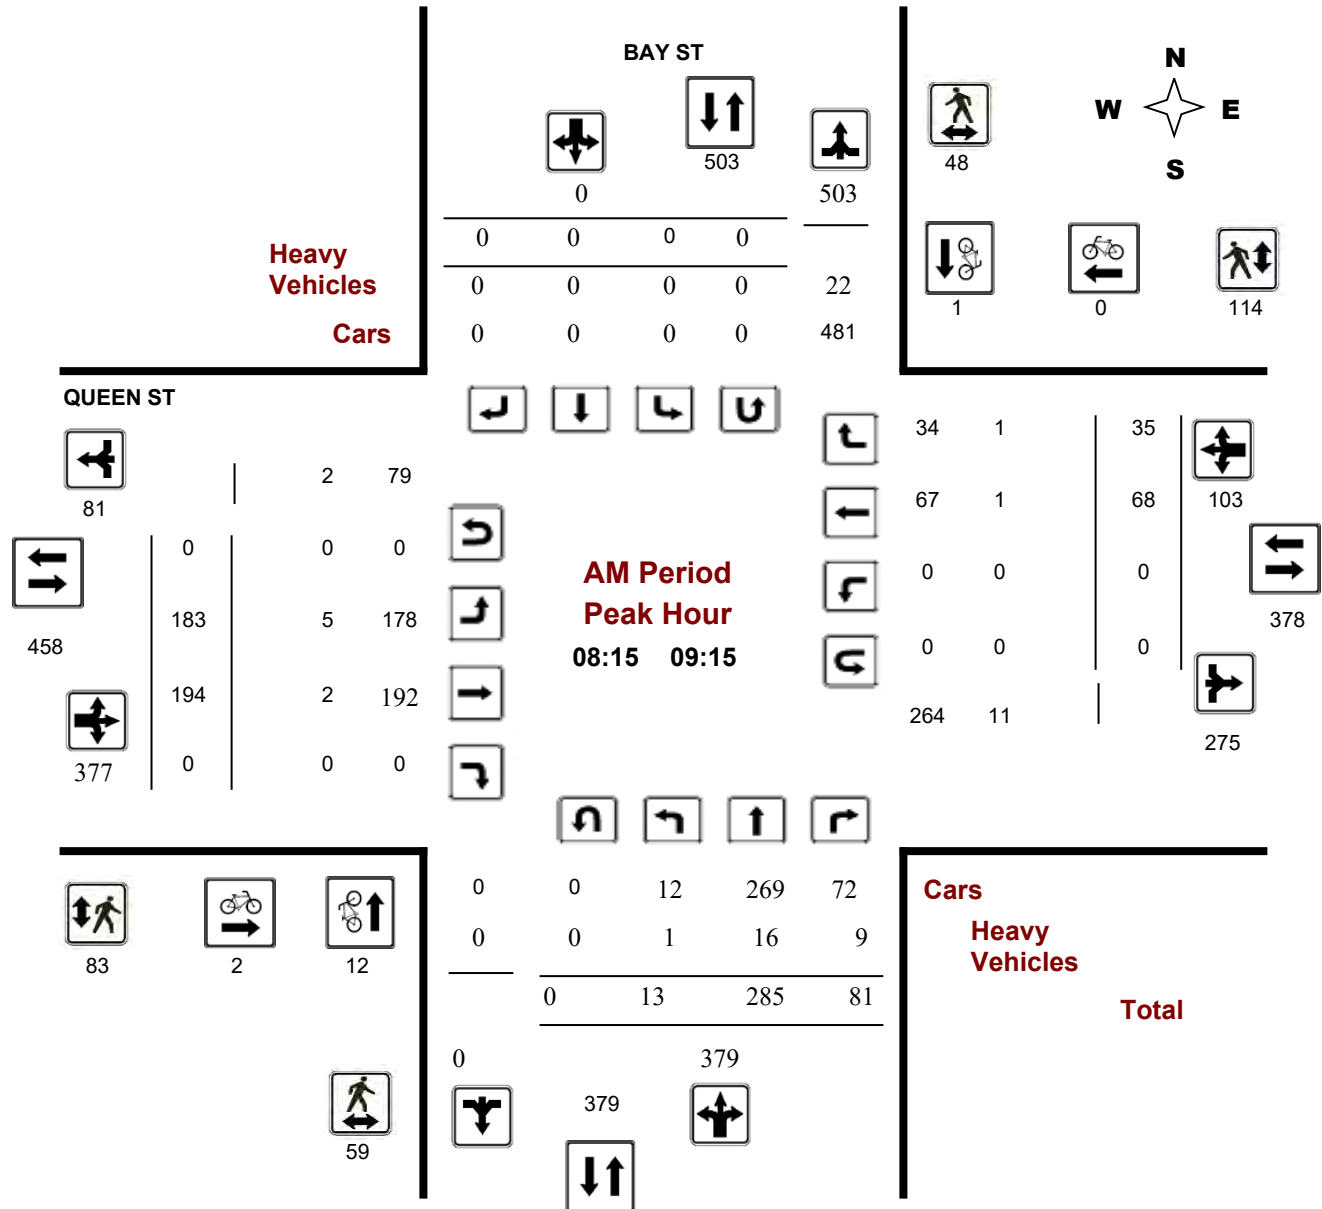 BAY ST
N
W E
S
503
48
0 503
0 0 0 0
Heavy
Vehicles
0 0 0 0 22
1 0 114
Cars
0 0 0 0 481
QUEEN ST
34 1 35
2 79
67 1 68 103
81
0 0 0
AM Period
0 0 0
Peak Hour
183 5 178
378
458
08:15 09:15
0 0 0
194 2 192
264 11
275
377 0 0 0
0 0 12 269 72
Cars
0 0 1 16 9
Heavy
Vehicles
83 2 12
0 13 285 81
Total
0 379
379
59